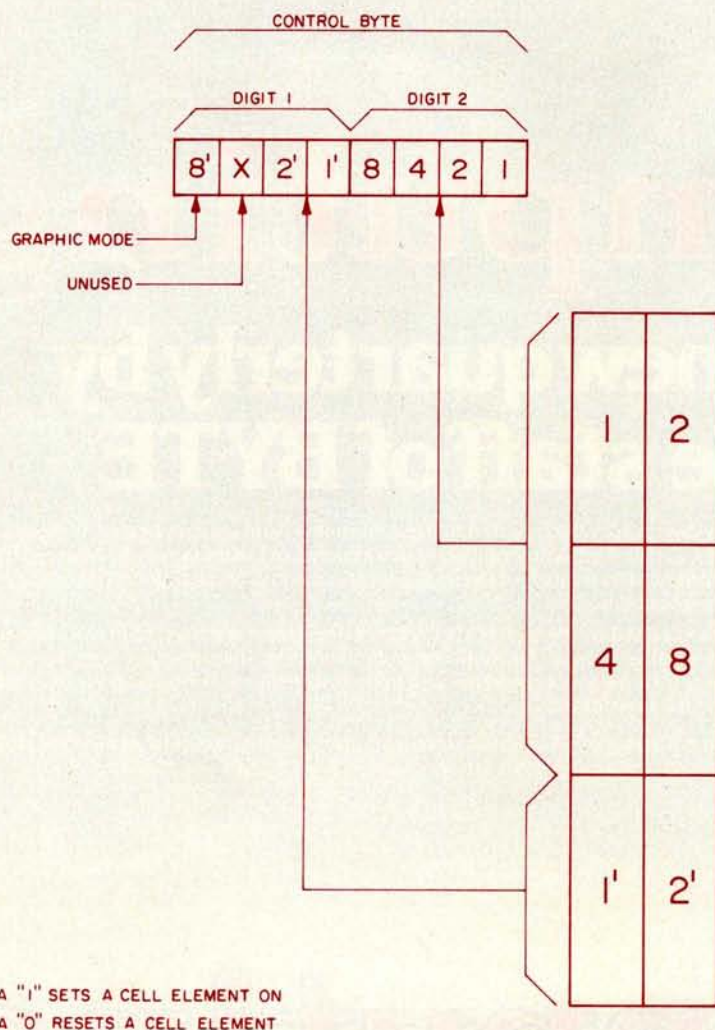 CONTROL BYTE
DIGIT 1 DIGIT 2
8' X 2' 1' 8 4 2 1
GRAPHIC MODE
UNUSED
1 2
4 8
1' 2'
A "1" SETS A CELL ELEMENT ON
A "0" RESETS A CELL ELEMENT